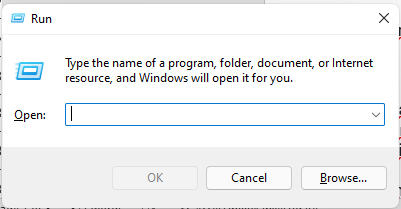 Run
Type the name of a program, folder, document, or Internet
resource, and Windows will open it for you.
Open:
OK
Cancel
Browse...